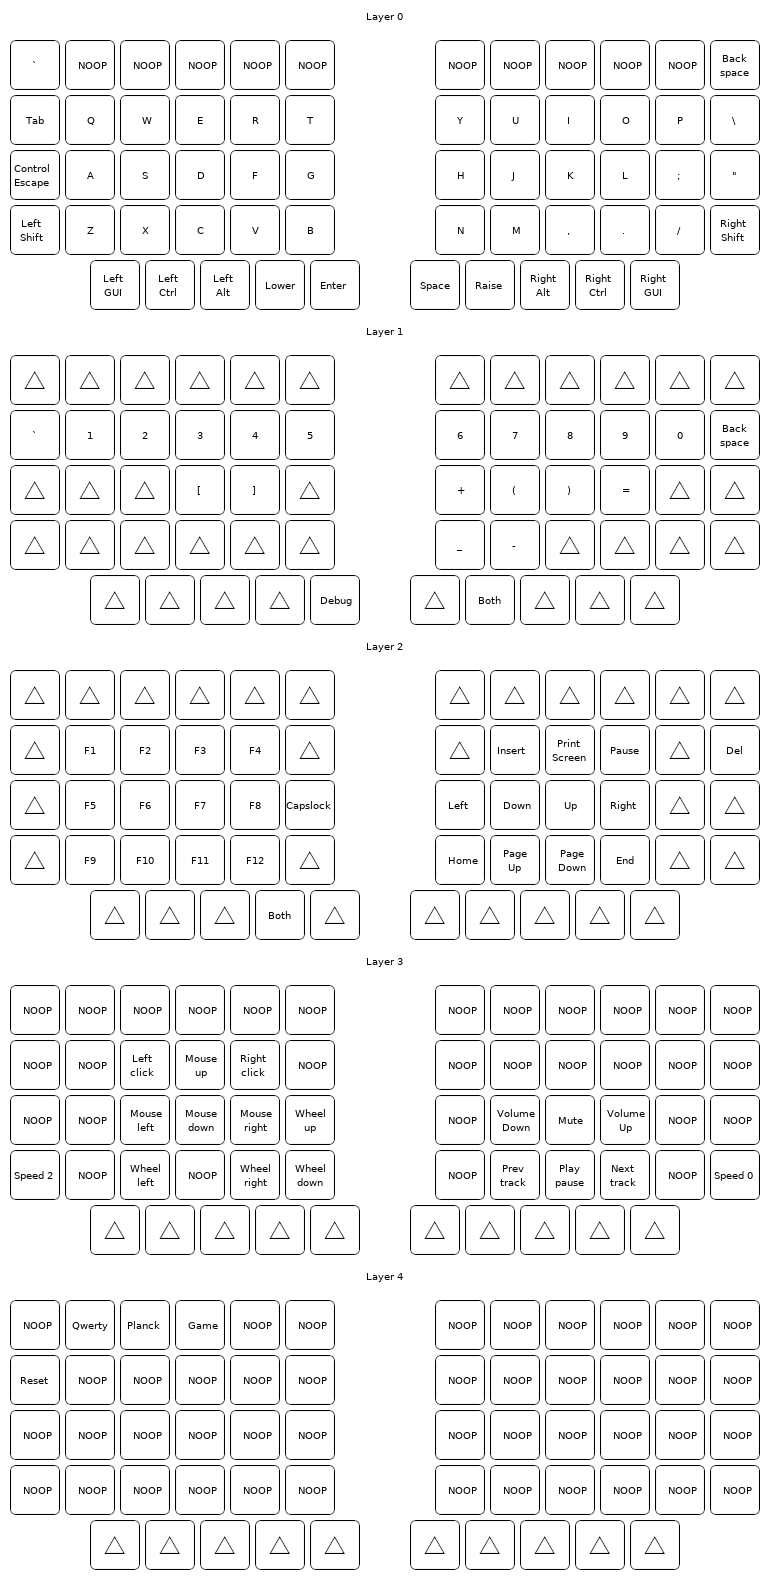 Layer 0
` NOOP NOOP NOOP NOOP NOOP NOOP NOOP NOOP NOOP NOOP Back space
Tab Q W E R T Y U I O P \
Control Escape A S D F G H J K L ; "
Left Shift Z X C V B N M , . / Right Shift
Left GUI Left Ctrl Left Alt Lower Enter Space Raise Right Alt Right Ctrl Right GUI
Layer 1
△ △ △ △ △ △ △ △ △ △ △ △
` 1 2 3 4 5 6 7 8 9 0 Back space
△ △ △ [ ] △ + ( ) = △ △
△ △ △ △ △ △ _ - △ △ △ △
△ △ △ △ Debug △ Both △ △ △
Layer 2
△ △ △ △ △ △ △ △ △ △ △ △
△ F1 F2 F3 F4 △ △ Insert Print Screen Pause △ Del
△ F5 F6 F7 F8 Capslock Left Down Up Right △ △
△ F9 F10 F11 F12 △ Home Page Up Page Down End △ △
△ △ △ Both △ △ △ △ △ △
Layer 3
NOOP NOOP NOOP NOOP NOOP NOOP NOOP NOOP NOOP NOOP NOOP NOOP
NOOP NOOP Left click Mouse up Right click NOOP NOOP NOOP NOOP NOOP NOOP NOOP
NOOP NOOP Mouse left Mouse down Mouse right Wheel up NOOP Volume Down Mute Volume Up NOOP NOOP
Speed 2 NOOP Wheel left NOOP Wheel right Wheel down NOOP Prev track Play pause Next track NOOP Speed 0
△ △ △ △ △ △ △ △ △ △
Layer 4
NOOP Qwerty Planck Game NOOP NOOP NOOP NOOP NOOP NOOP NOOP NOOP
Reset NOOP NOOP NOOP NOOP NOOP NOOP NOOP NOOP NOOP NOOP NOOP
NOOP NOOP NOOP NOOP NOOP NOOP NOOP NOOP NOOP NOOP NOOP NOOP
NOOP NOOP NOOP NOOP NOOP NOOP NOOP NOOP NOOP NOOP NOOP NOOP
△ △ △ △ △ △ △ △ △ △